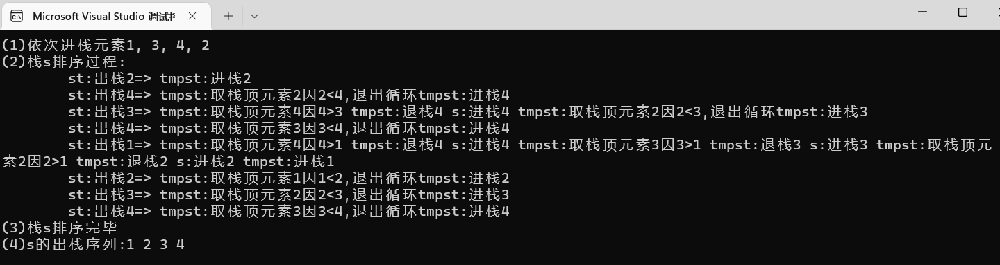 Microsoft Visual Studio 调试控
(1)依次进栈元素1, 3, 4, 2
(2)栈s排序过程:
st:出栈2=> tmpst:进栈2
st:出栈4=> tmpst:取栈顶元素2因2<4,退出循环tmpst:进栈4
st:出栈3=> tmpst:取栈顶元素4因4>3 tmpst:退栈4 s:进栈4 tmpst:取栈顶元素2因2<3,退出循环tmpst:进栈3
st:出栈4=> tmpst:取栈顶元素3因3<4,退出循环tmpst:进栈4
st:出栈1=> tmpst:取栈顶元素4因4>1 tmpst:退栈4 s:进栈4 tmpst:取栈顶元素3因3>1 tmpst:退栈3 s:进栈3 tmpst:取栈顶元
素2因2>1 tmpst:退栈2 s:进栈2 tmpst:进栈1
st:出栈2=> tmpst:取栈顶元素1因1<2,退出循环tmpst:进栈2
st:出栈3=> tmpst:取栈顶元素2因2<3,退出循环tmpst:进栈3
st:出栈4=> tmpst:取栈顶元素3因3<4,退出循环tmpst:进栈4
(3)栈s排序完毕
(4)s的出栈序列:1 2 3 4